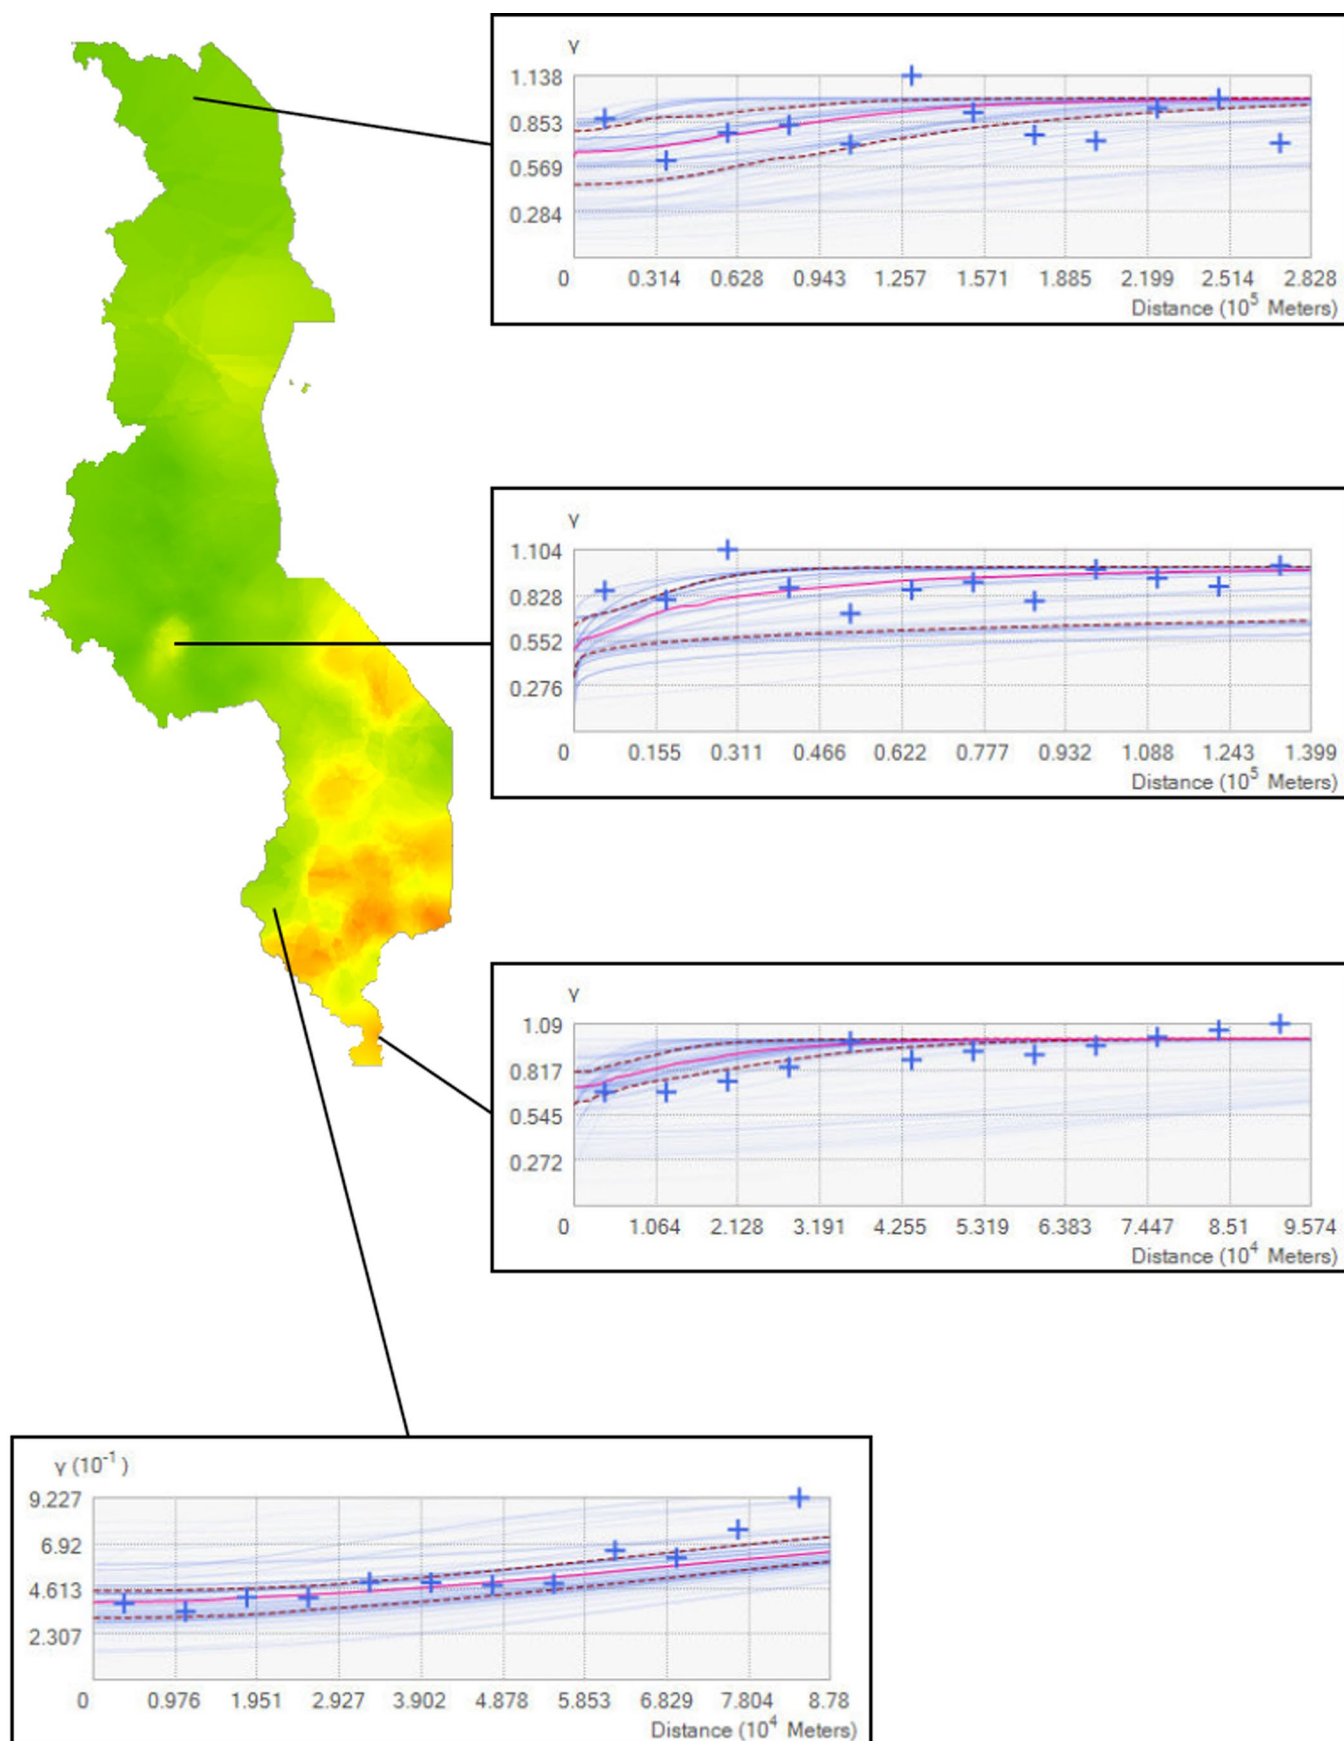 γ
1.138
0.853
0.569
0.284
0 0.314 0.628 0.943 1.257 1.571 1.885 2.199 2.514 2.828
Distance (10⁵ Meters)
γ
1.104
0.828
0.552
0.276
0 0.155 0.311 0.466 0.622 0.777 0.932 1.088 1.243 1.399
Distance (10⁵ Meters)
γ
1.09
0.817
0.545
0.272
0 1.064 2.128 3.191 4.255 5.319 6.383 7.447 8.51 9.574
Distance (10⁴ Meters)
γ (10⁻¹ )
9.227
6.92
4.613
2.307
0 0.976 1.951 2.927 3.902 4.878 5.853 6.829 7.804 8.78
Distance (10⁴ Meters)